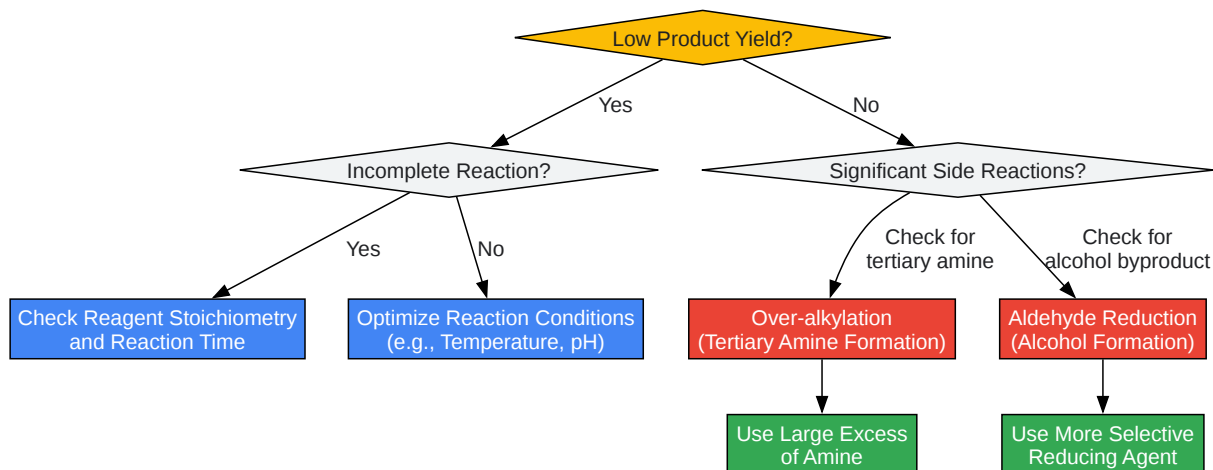 Low Product Yield?
Yes
No
Incomplete Reaction?
Significant Side Reactions?
Yes
No
Check for
tertiary amine
Check for
alcohol byproduct
Check Reagent Stoichiometry
and Reaction Time
Optimize Reaction Conditions
(e.g., Temperature, pH)
Over-alkylation
(Tertiary Amine Formation)
Aldehyde Reduction
(Alcohol Formation)
Use Large Excess
of Amine
Use More Selective
Reducing Agent